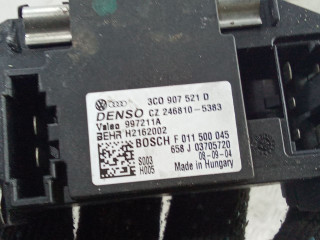 3C0 907 521 D
DENSO CZ 246810-5383
Valeo 997211A
BEHR H2162002
BOSCH F 011 500 045
658 J 03705720
S003 09-09-04
H005 Made in Hungary